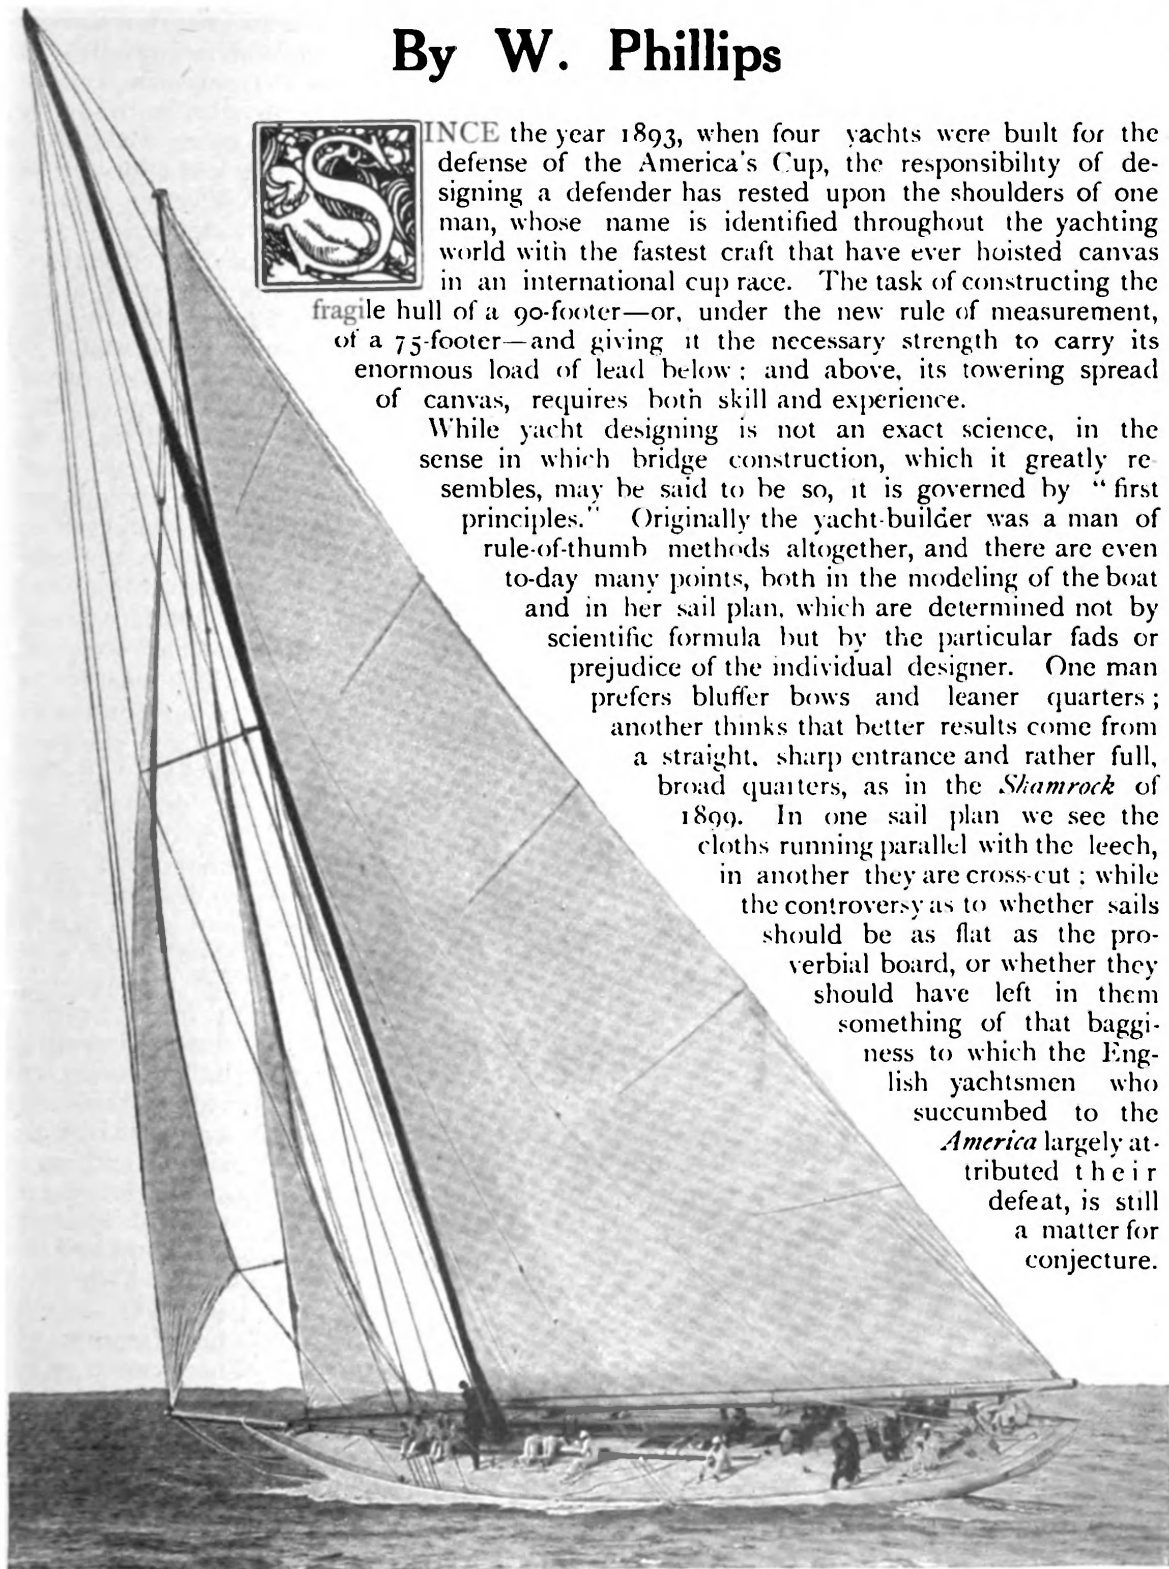 By W. Phillips
SINCE the year 1893, when four yachts were built for the
defense of the America's Cup, the responsibility of de-
signing a defender has rested upon the shoulders of one
man, whose name is identified throughout the yachting
world with the fastest craft that have ever hoisted canvas
in an international cup race. The task of constructing the
fragile hull of a 90-footer—or, under the new rule of measurement,
of a 75-footer—and giving it the necessary strength to carry its
enormous load of lead below; and above, its towering spread
of canvas, requires both skill and experience.
While yacht designing is not an exact science, in the
sense in which bridge construction, which it greatly re
sembles, may be said to be so, it is governed by "first
principles." Originally the yacht-builder was a man of
rule-of-thumb methods altogether, and there are even
to-day many points, both in the modeling of the boat
and in her sail plan, which are determined not by
scientific formula but by the particular fads or
prejudice of the individual designer. One man
prefers bluffer bows and leaner quarters;
another thinks that better results come from
a straight, sharp entrance and rather full,
broad quarters, as in the Shamrock of
1899. In one sail plan we see the
cloths running parallel with the leech,
in another they are cross-cut; while
the controversy as to whether sails
should be as flat as the pro-
verbial board, or whether they
should have left in them
something of that baggi-
ness to which the Eng-
lish yachtsmen who
succumbed to the
America largely at-
tributed their
defeat, is still
a matter for
conjecture.